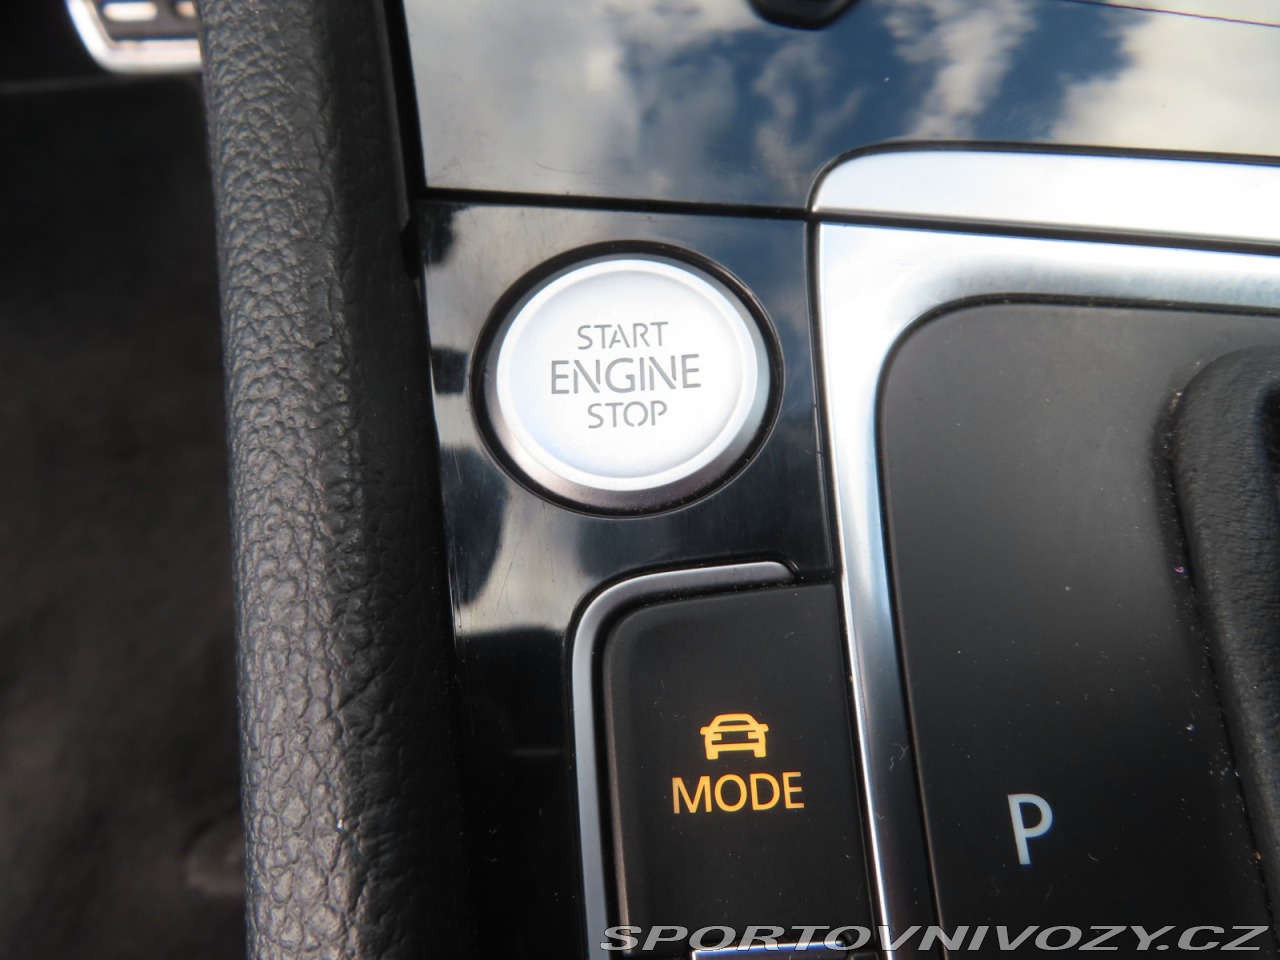 START
ENGINE
STOP
MODE
P
SPORTOVNIVOZY.CZ